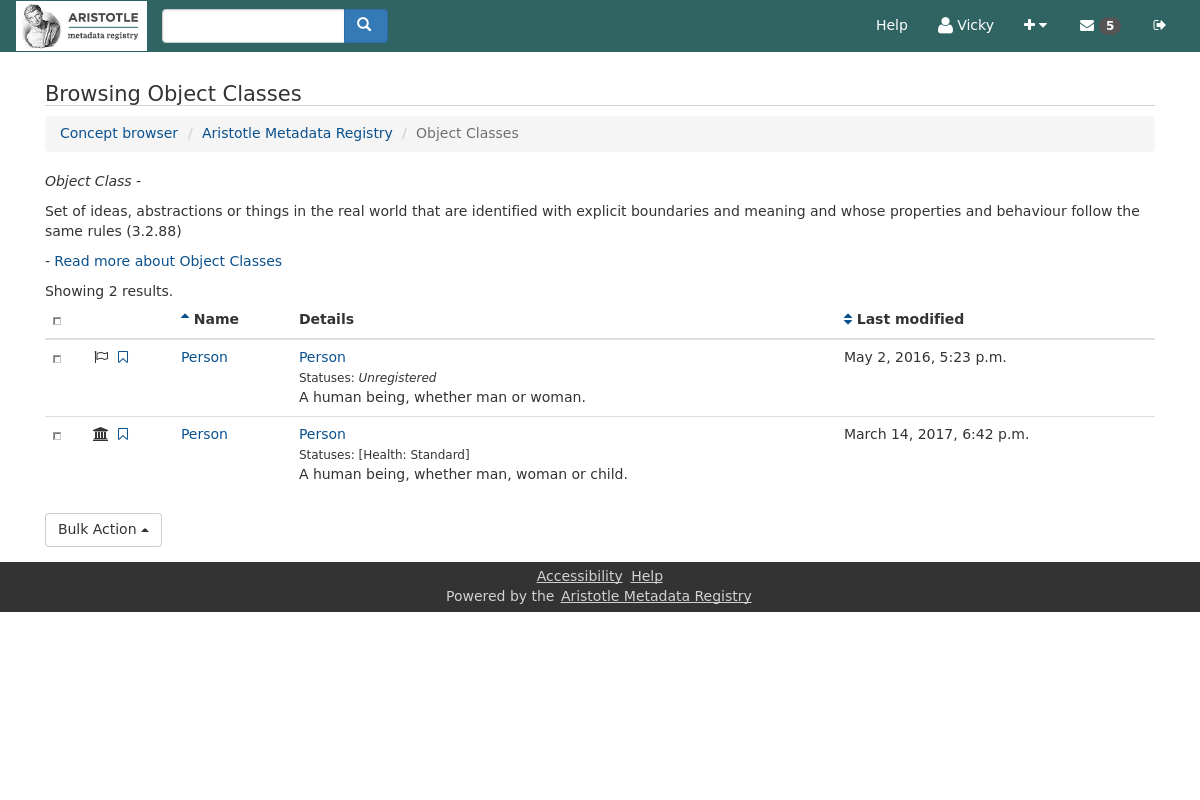 ARISTOTLE
metadata registry
Help
Vicky
5
Browsing Object Classes
Concept browser / Aristotle Metadata Registry / Object Classes
Object Class -
Set of ideas, abstractions or things in the real world that are identified with explicit boundaries and meaning and whose properties and behaviour follow the
same rules (3.2.88)
- Read more about Object Classes
Showing 2 results.
Name Details Last modified
Person Person May 2, 2016, 5:23 p.m.
Statuses: Unregistered
A human being, whether man or woman.
Person Person March 14, 2017, 6:42 p.m.
Statuses: [Health: Standard]
A human being, whether man, woman or child.
Bulk Action
Accessibility Help
Powered by the Aristotle Metadata Registry